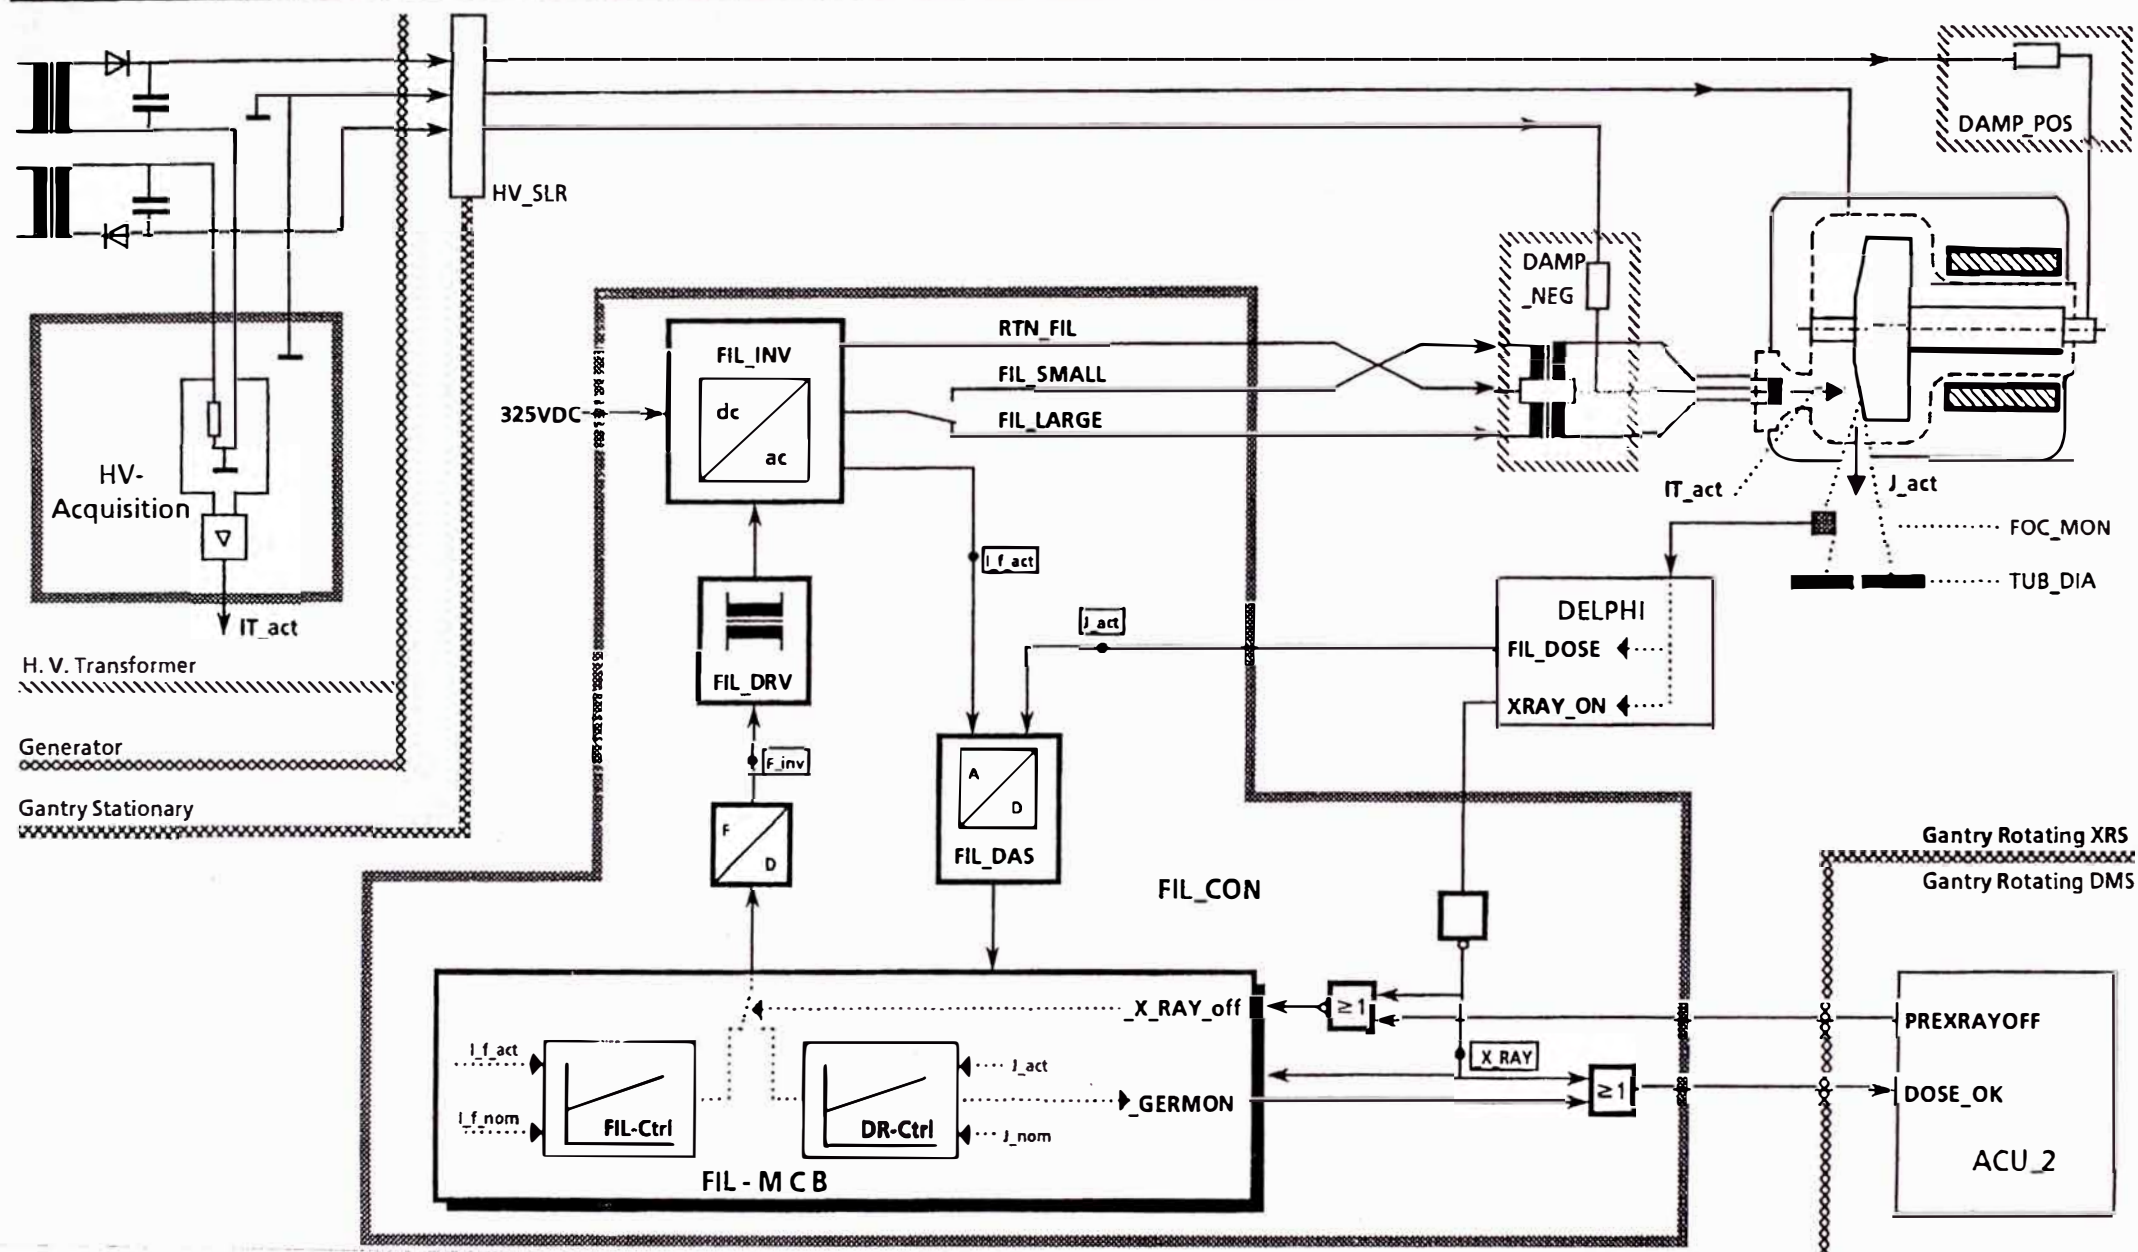 HV_SLR
DAMP_POS
DAMP
_NEG
FIL_INV
dc
ac
325VDC
RTN_FIL
FIL_SMALL
FIL_LARGE
HV-
Acquisition
IT_act
H. V. Transformer
Generator
Gantry Stationary
I_f_act
J_act
FIL_DRV
F_inv
F
D
A
D
FIL_DAS
IT_act
J_act
FOC_MON
TUB_DIA
DELPHI
FIL_DOSE
XRAY_ON
FIL_CON
Gantry Rotating XRS
Gantry Rotating DMS
_X_RAY_off
≥1
PREXRAYOFF
_X_RAY
≥1
DOSE_OK
ACU_2
I_f_act
I_f_nom
FIL-Ctrl
DR-Ctrl
J_act
J_nom
_GERMON
FIL - M C B